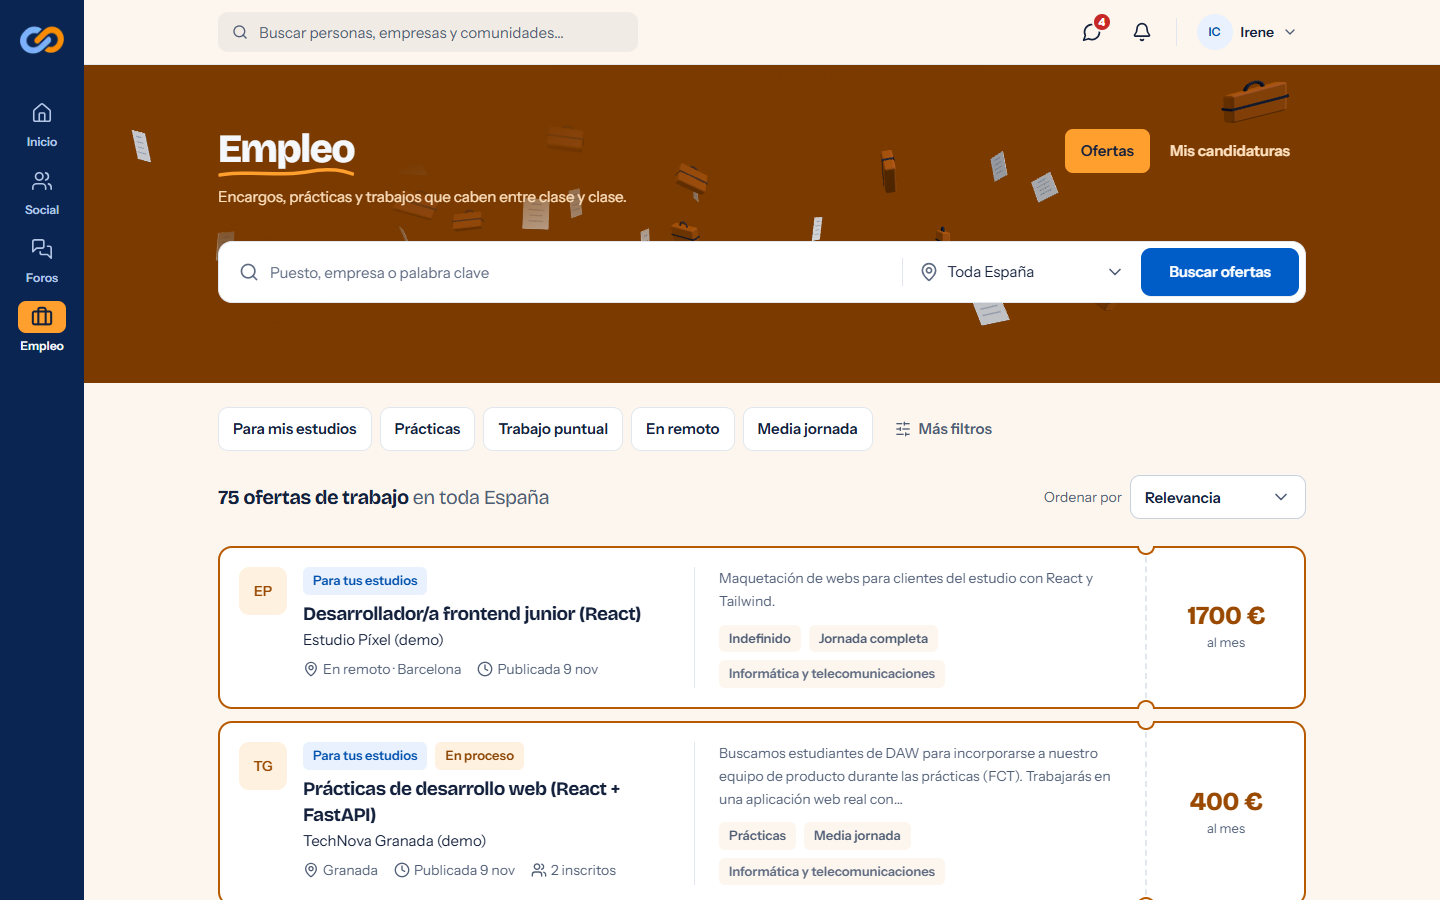 Buscar personas, empresas y comunidades...
4
IC
Irene
Inicio
Social
Foros
Empleo
Empleo
Encargos, prácticas y trabajos que caben entre clase y clase.
Ofertas
Mis candidaturas
Puesto, empresa o palabra clave
Toda España
Buscar ofertas
Para mis estudios
Prácticas
Trabajo puntual
En remoto
Media jornada
Más filtros
75 ofertas de trabajo en toda España
Ordenar por
Relevancia
EP
Para tus estudios
Desarrollador/a frontend junior (React)
Estudio Píxel (demo)
En remoto · Barcelona
Publicada 9 nov
Maquetación de webs para clientes del estudio con React y
Tailwind.
Indefinido
Jornada completa
Informática y telecomunicaciones
1700 €
al mes
TG
Para tus estudios
En proceso
Prácticas de desarrollo web (React +
FastAPI)
TechNova Granada (demo)
Granada
Publicada 9 nov
2 inscritos
Buscamos estudiantes de DAW para incorporarse a nuestro
equipo de producto durante las prácticas (FCT). Trabajarás en
una aplicación web real con...
Prácticas
Media jornada
Informática y telecomunicaciones
400 €
al mes